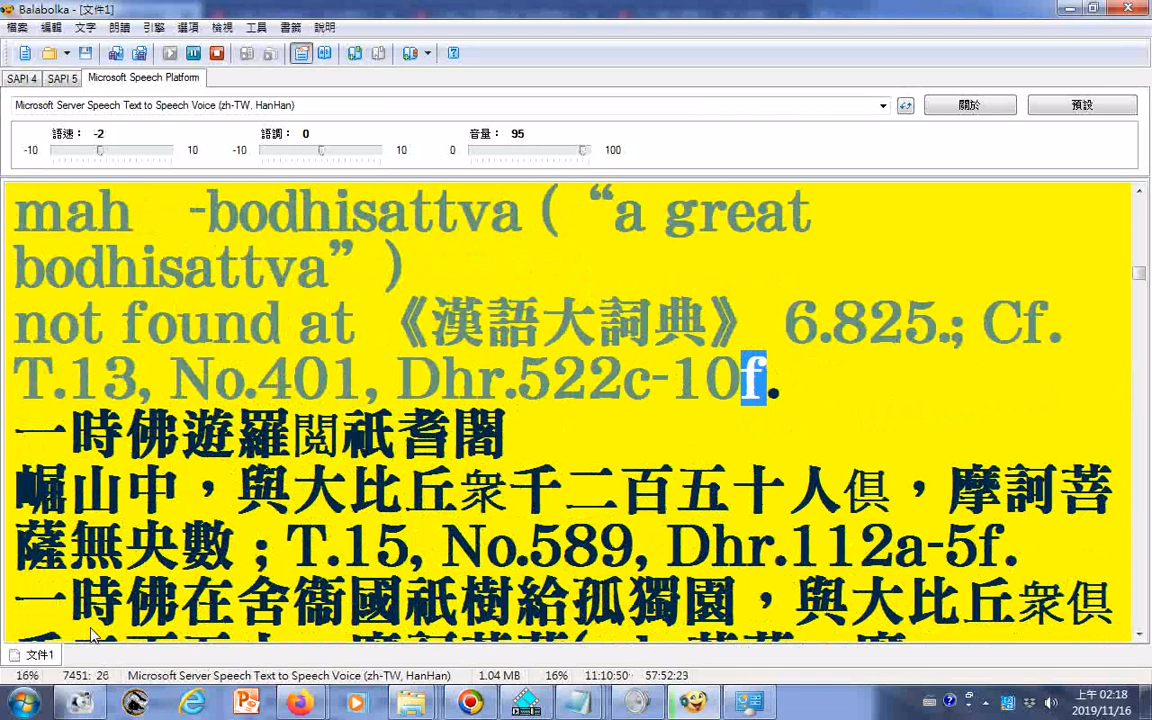 Balabolka - [文件1]
檔案 編輯 文字 朗讀 引擎 選項 檢視 工具 書籤 說明
SAPI 4 SAPI 5 Microsoft Speech Platform
Microsoft Server Speech Text to Speech Voice (zh-TW, HanHan) 關於 預設
語速： -2 語調： 0 音量： 95
-10 10 -10 10 0 100
mah -bodhisattva (“a great
bodhisattva”)
not found at 《漢語大詞典》 6.825.; Cf.
T.13, No.401, Dhr.522c-10f.
一時佛遊羅閱祇耆闍
崛山中，與大比丘衆千二百五十人俱，摩訶菩
薩無央數；T.15, No.589, Dhr.112a-5f.
一時佛在舍衞國祇樹給孤獨園，與大比丘衆俱
文件1
16% 7451: 26 Microsoft Server Speech Text to Speech Voice (zh-TW, HanHan) 1.04 MB 16% 11:10:50 57:52:23
上午 02:18
2019/11/16